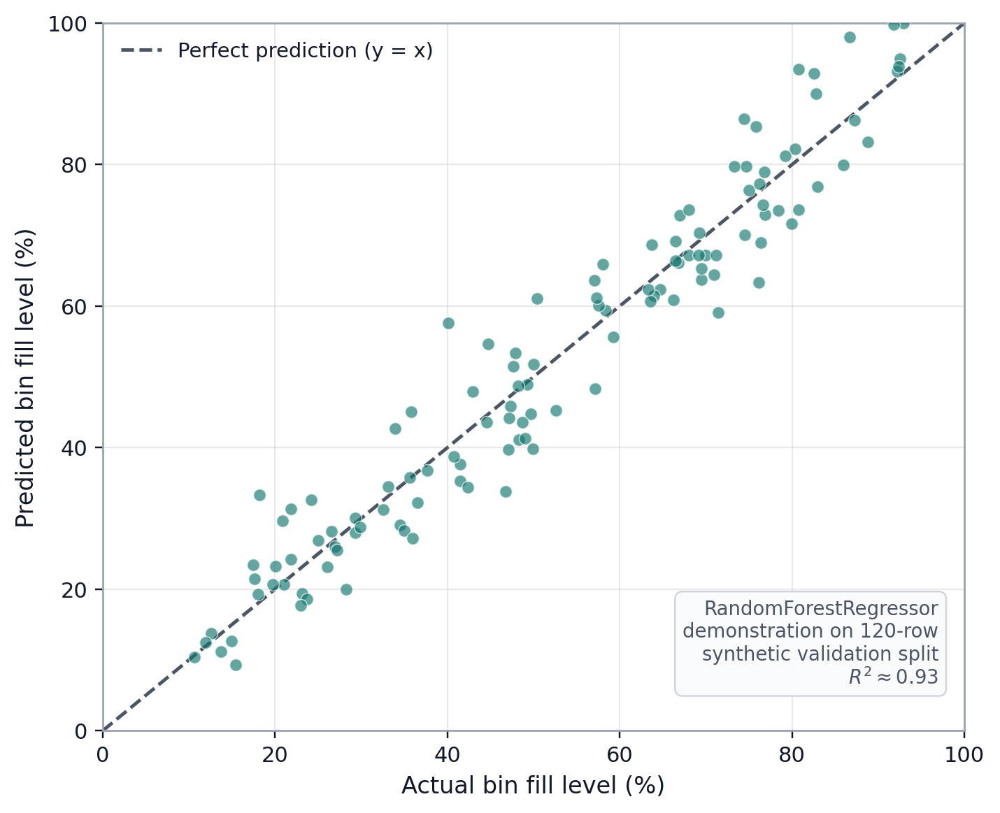 100
Perfect prediction (y = x)
80
60
40
20
0
Predicted bin fill level (%)
RandomForestRegressor
demonstration on 120-row
synthetic validation split
R² ≈ 0.93
0 20 40 60 80 100
Actual bin fill level (%)